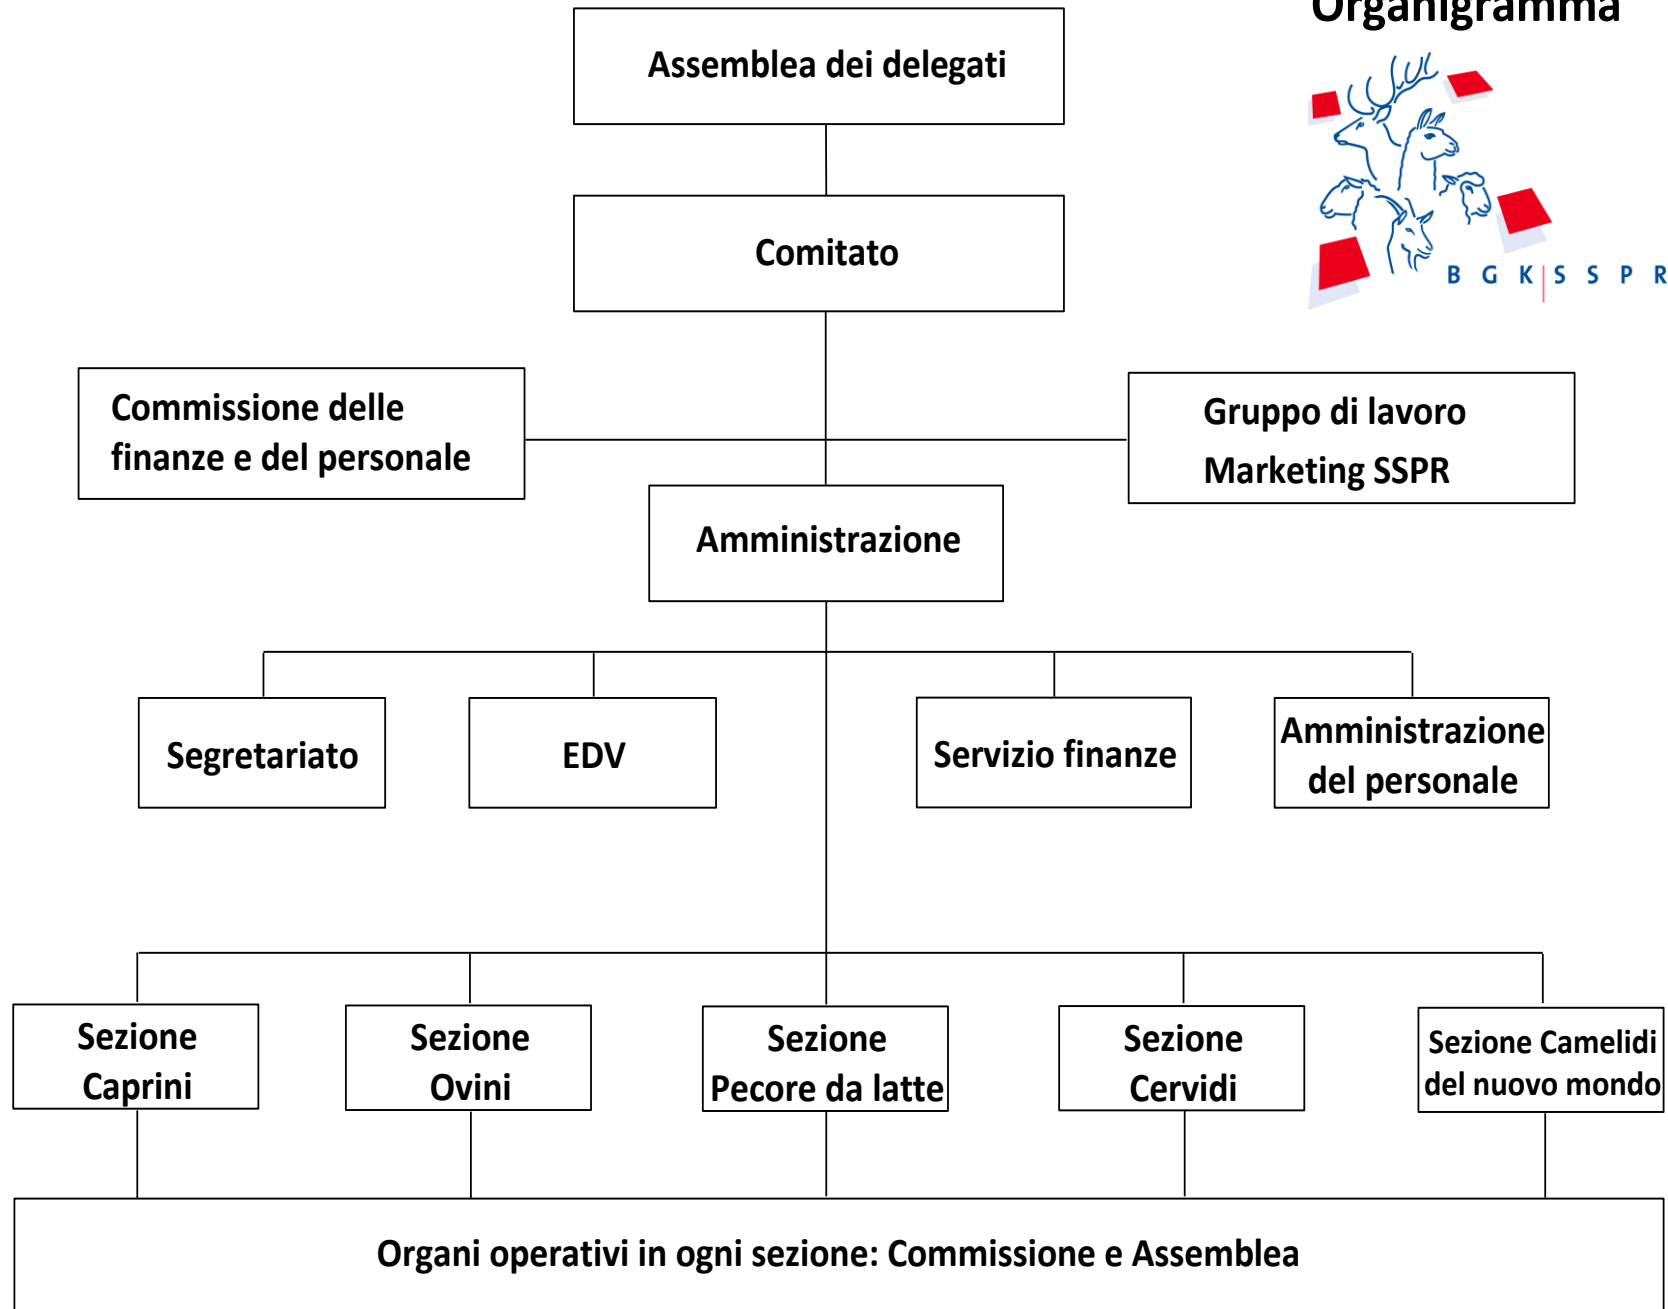 Organigramma
Assemblea dei delegati
Comitato
BGK|SSPR
Commissione delle
finanze e del personale
Gruppo di lavoro
Marketing SSPR
Amministrazione
Segretariato
EDV
Servizio finanze
Amministrazione
del personale
Sezione
Caprini
Sezione
Ovini
Sezione
Pecore da latte
Sezione
Cervidi
Sezione Camelidi
del nuovo mondo
Organi operativi in ogni sezione: Commissione e Assemblea